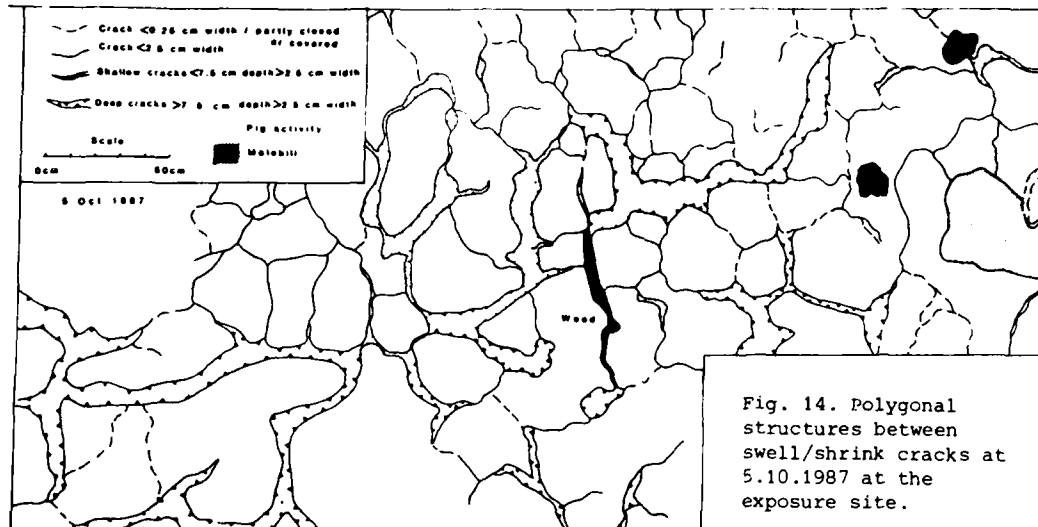 Crack <0.25 cm width / partly closed
or covered
Crack <2.5 cm width
Shallow cracks <7.5 cm depth >2.5 cm width
Deep cracks >7.5 cm depth >2.5 cm width
Scale
0cm 50cm
Pig activity
Malobili
5 Oct 1987
Wood
Fig. 14. Polygonal
structures between
swell/shrink cracks at
5.10.1987 at the
exposure site.